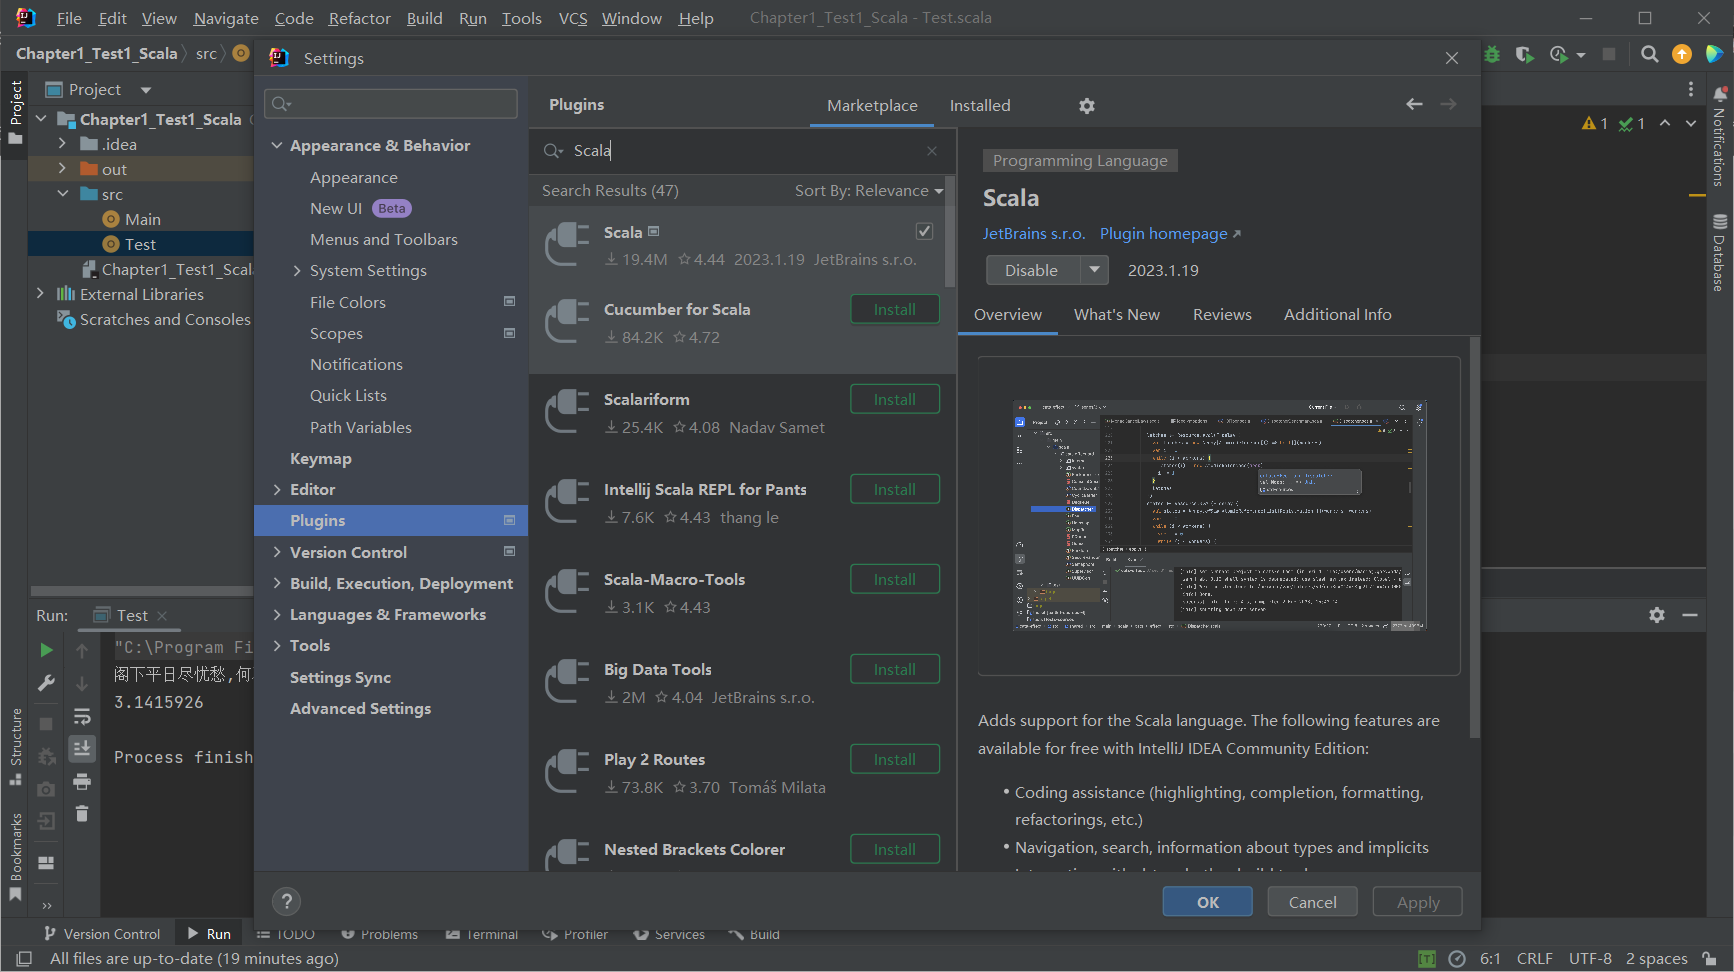 File Edit View Navigate Code Refactor Build Run Tools VCS Window Help Chapter1_Test1_Scala - Test.scala
Chapter1_Test1_Scala src
Project
Project
Chapter1_Test1_Scala
.idea
out
src
Main
Test
Chapter1_Test1_Scal
External Libraries
Scratches and Consoles
Settings
Appearance & Behavior
Appearance
New UI Beta
Menus and Toolbars
System Settings
File Colors
Scopes
Notifications
Quick Lists
Path Variables
Keymap
Editor
Plugins
Version Control
Build, Execution, Deployment
Languages & Frameworks
Tools
Settings Sync
Advanced Settings
Plugins Marketplace Installed
Scala
Search Results (47) Sort By: Relevance
Scala
19.4M 4.44 2023.1.19 JetBrains s.r.o.
Cucumber for Scala Install
84.2K 4.72
Scalariform Install
25.4K 4.08 Nadav Samet
Intellij Scala REPL for Pants Install
7.6K 4.43 thang le
Scala-Macro-Tools Install
3.1K 4.43
Big Data Tools Install
2M 4.04 JetBrains s.r.o.
Play 2 Routes Install
73.8K 3.70 Tomáš Milata
Nested Brackets Colorer Install
Programming Language
Scala
JetBrains s.r.o. Plugin homepage
Disable 2023.1.19
Overview What's New Reviews Additional Info
Adds support for the Scala language. The following features are
available for free with IntelliJ IDEA Community Edition:
• Coding assistance (highlighting, completion, formatting,
refactorings, etc.)
• Navigation, search, information about types and implicits
? OK Cancel Apply
1 1
Notifications
Database
Run: Test
"C:\Program Fi
阁下平日尽忧愁,何
3.1415926
Process finish
Structure
Bookmarks
Version Control Run TODO Problems Terminal Profiler Services Build
All files are up-to-date (19 minutes ago) 6:1 CRLF UTF-8 2 spaces